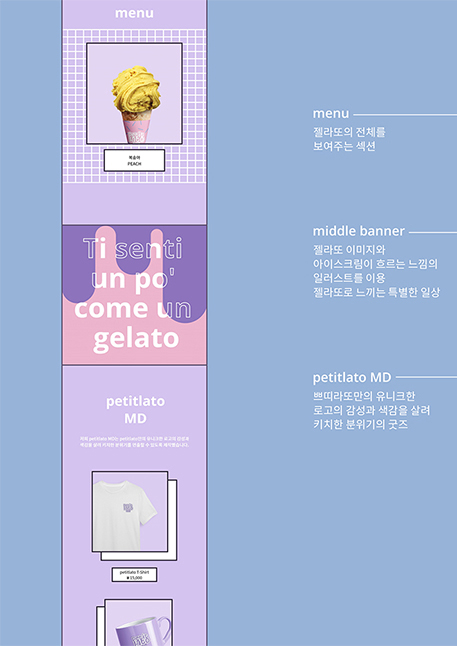 menu
복숭아
PEACH
Ti senti
un po'
come un
gelato
petitlato
MD
petitlato T-Shirt
₩ 15,000
menu
젤라또의 전체를
보여주는 섹션
middle banner
젤라또 이미지와
아이스크림이 흐르는 느낌의
일러스트를 이용
젤라또로 느끼는 특별한 일상
petitlato MD
쁘띠라또만의 유니크한
로고의 감성과 색감을 살려
키치한 분위기의 굿즈